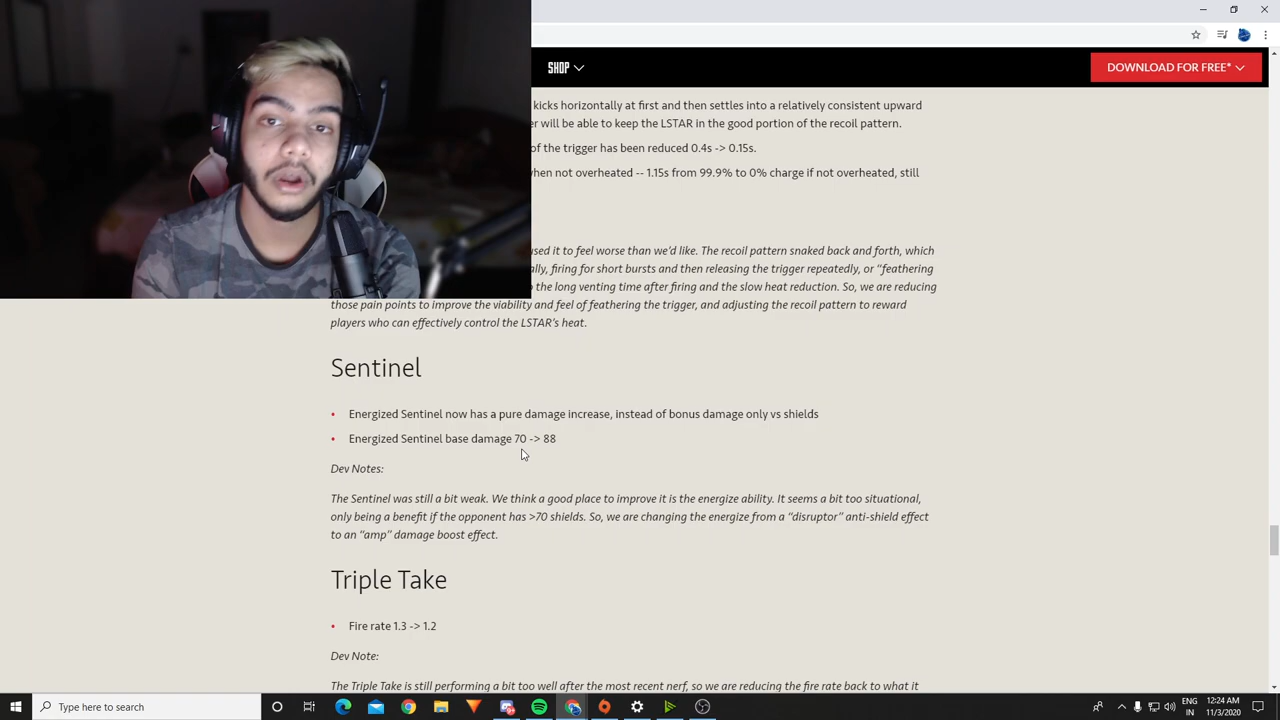 SHOP
DOWNLOAD FOR FREE*
kicks horizontally at first and then settles into a relatively consistent upward
er will be able to keep the LSTAR in the good portion of the recoil pattern.
of the trigger has been reduced 0.4s -> 0.15s.
when not overheated -- 1.15s from 99.9% to 0% charge if not overheated, still
used it to feel worse than we'd like. The recoil pattern snaked back and forth, which
ally, firing for short bursts and then releasing the trigger repeatedly, or “feathering
the long venting time after firing and the slow heat reduction. So, we are reducing
those pain points to improve the viability and feel of feathering the trigger, and adjusting the recoil pattern to reward
players who can effectively control the LSTAR's heat.
Sentinel
• Energized Sentinel now has a pure damage increase, instead of bonus damage only vs shields
• Energized Sentinel base damage 70 -> 88
Dev Notes:
The Sentinel was still a bit weak. We think a good place to improve it is the energize ability. It seems a bit too situational,
only being a benefit if the opponent has >70 shields. So, we are changing the energize from a “disruptor” anti-shield effect
to an “amp” damage boost effect.
Triple Take
• Fire rate 1.3 -> 1.2
Dev Note:
The Triple Take is still performing a bit too well after the most recent nerf, so we are reducing the fire rate back to what it
Type here to search
ENG
IN
12:24 AM
11/3/2020